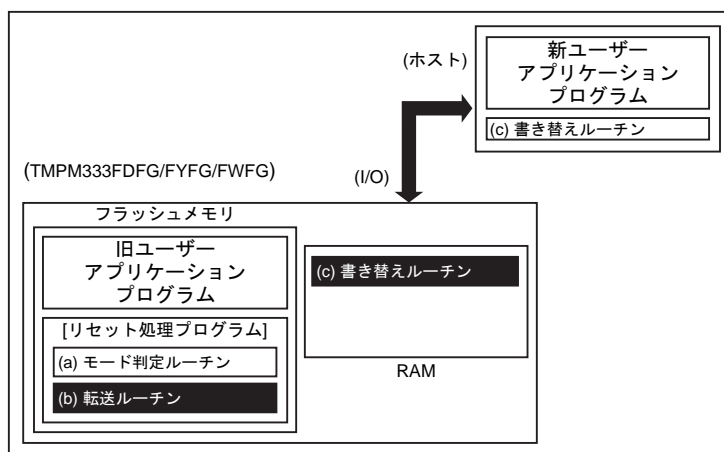 (ホスト)
新ユーザー
アプリケーション
プログラム
(c) 書き替えルーチン
(TMPM333FDFG/FYFG/FWFG)
(I/O)
フラッシュメモリ
旧ユーザー
アプリケーション
プログラム
[リセット処理プログラム]
(a) モード判定ルーチン
(b) 転送ルーチン
(c) 書き替えルーチン
RAM